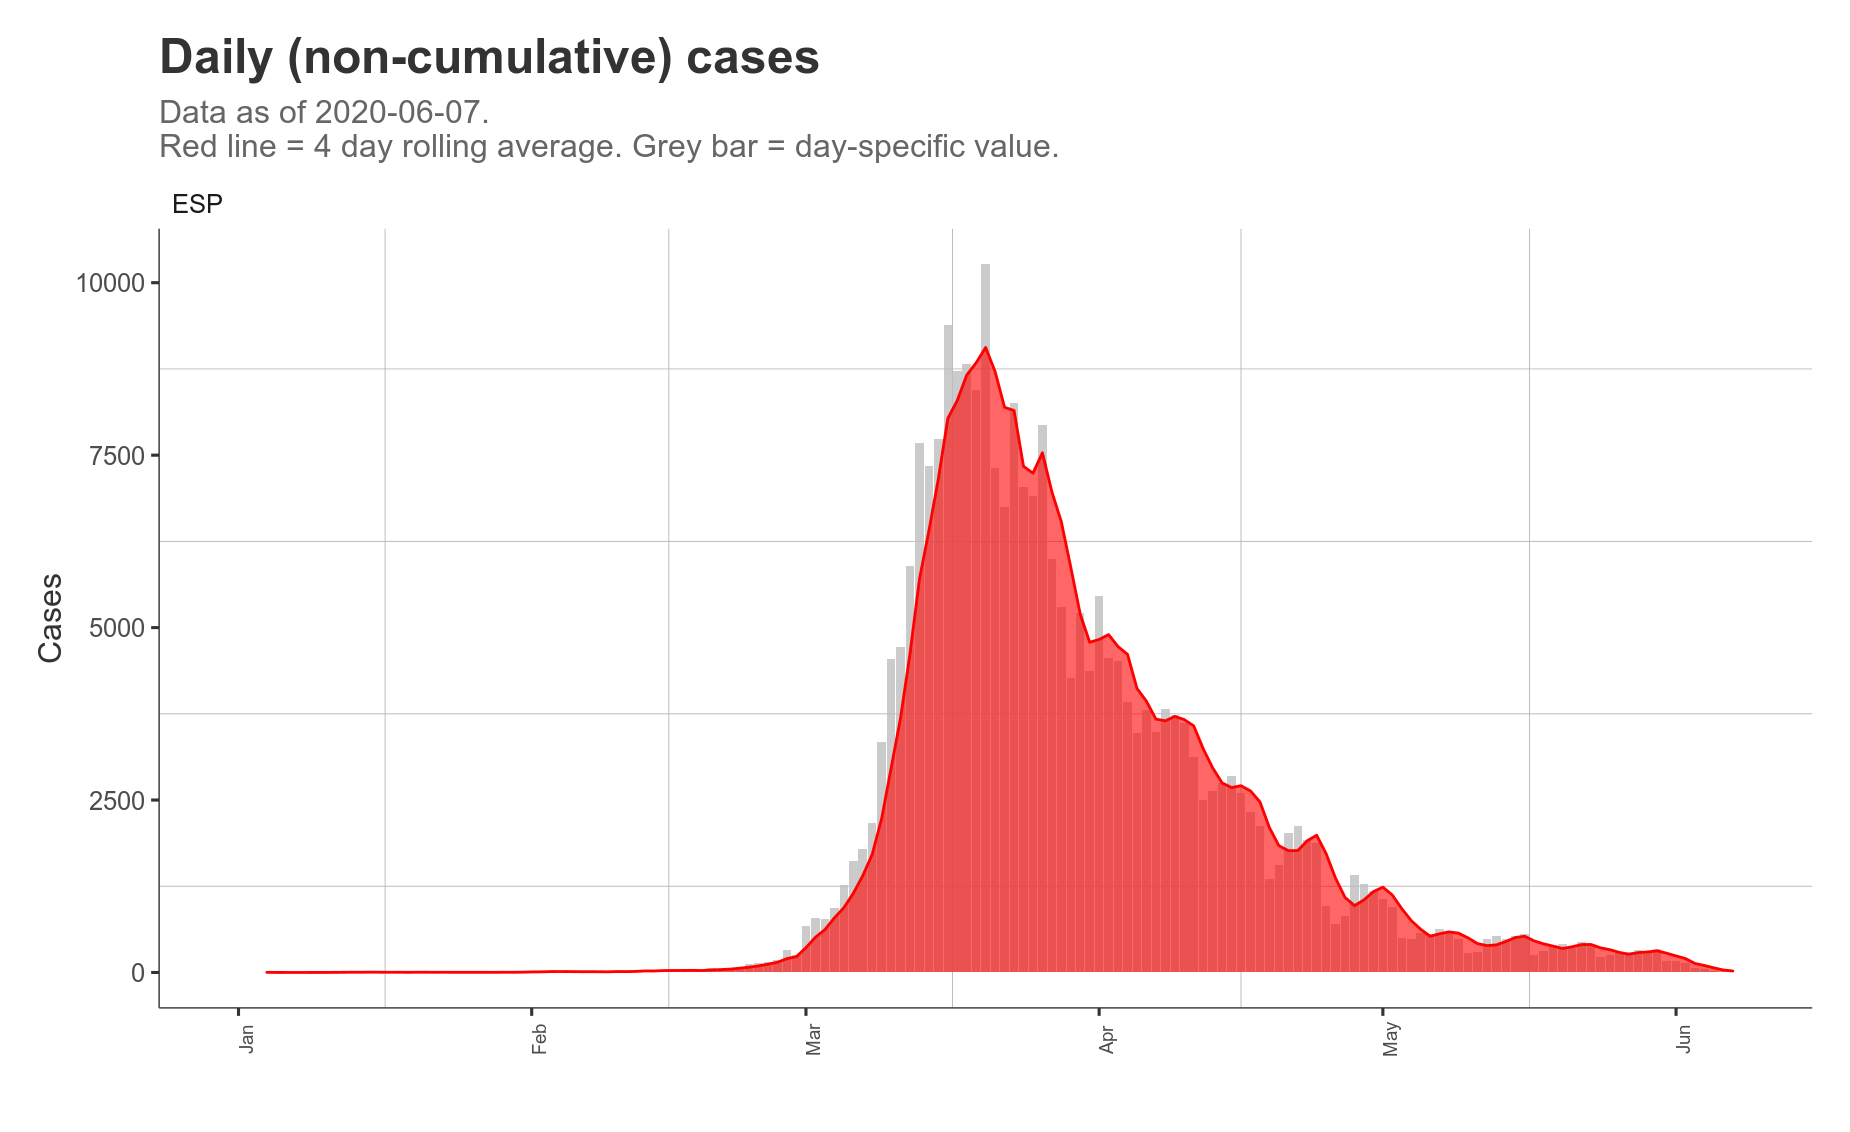 Daily (non-cumulative) cases
Data as of 2020-06-07.
Red line = 4 day rolling average. Grey bar = day-specific value.
ESP
10000
7500
5000
2500
0
Cases
Jan
Feb
Mar
Apr
May
Jun